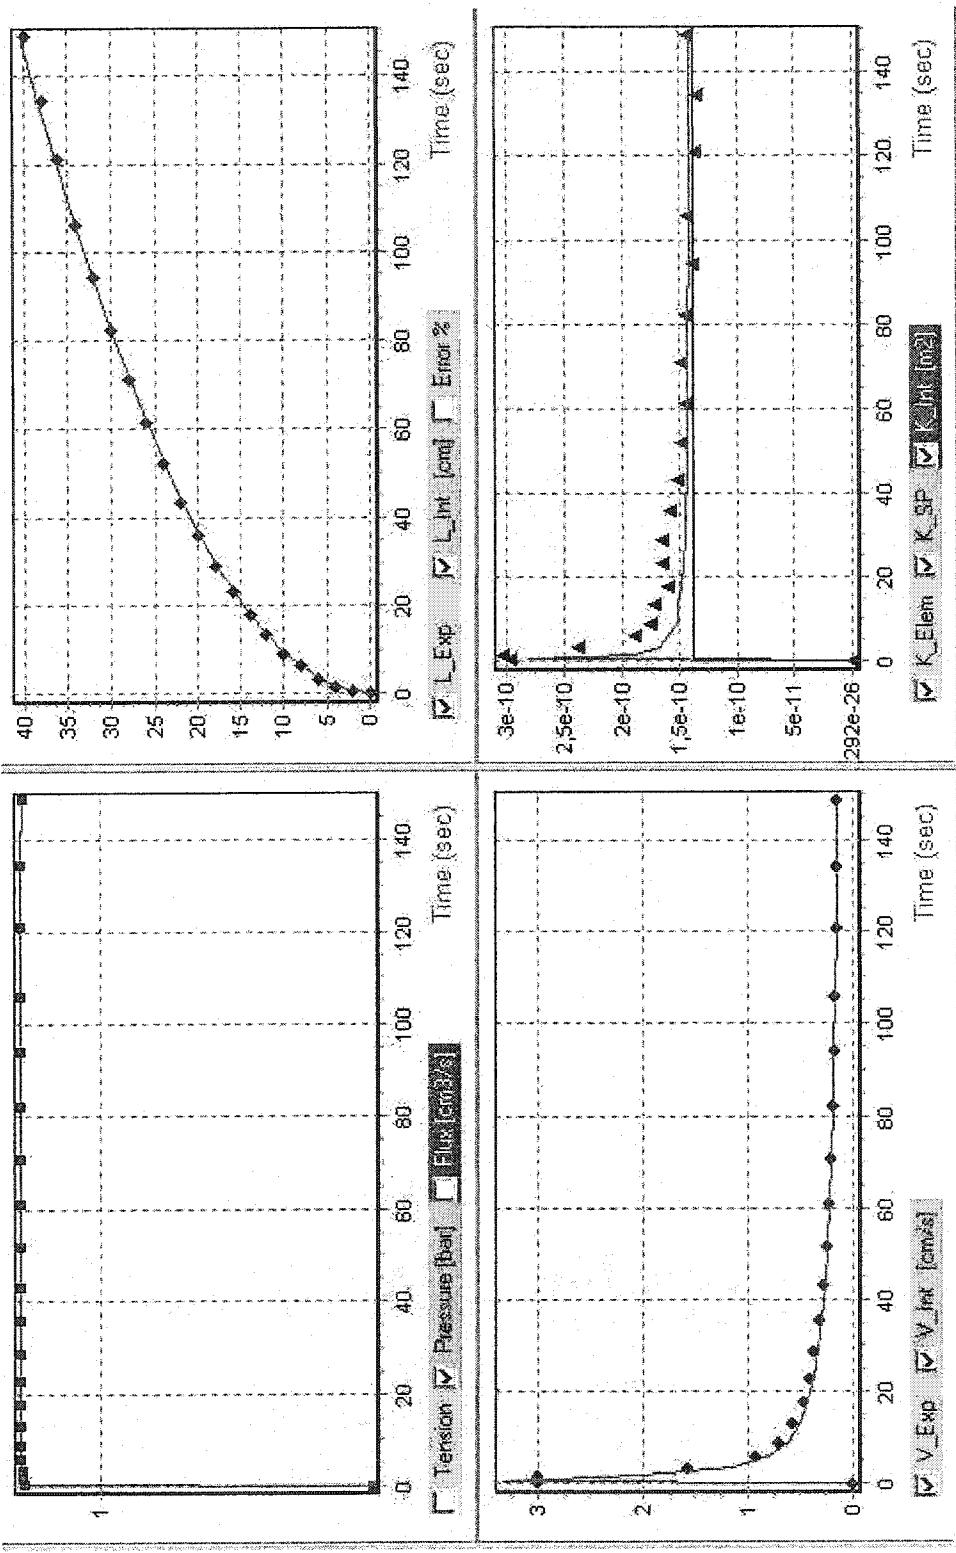 1
0 20 40 60 80 100 120 140
Tension Pressure [bar] Flux [cm3/s] Time (sec)
40
35
30
25
20
15
10
5
0
0 20 40 60 80 100 120 140
L_Exp L_Int [cm] Error % Time (sec)
3
2
1
0
0 20 40 60 80 100 120 140
V_Exp V_Int [cm/s] Time (sec)
3e-10
2,5e-10
2e-10
1,5e-10
1e-10
5e-11
292e-26
0 20 40 60 80 100 120 140
K_Elem K_SP K_Int [m2] Time (sec)